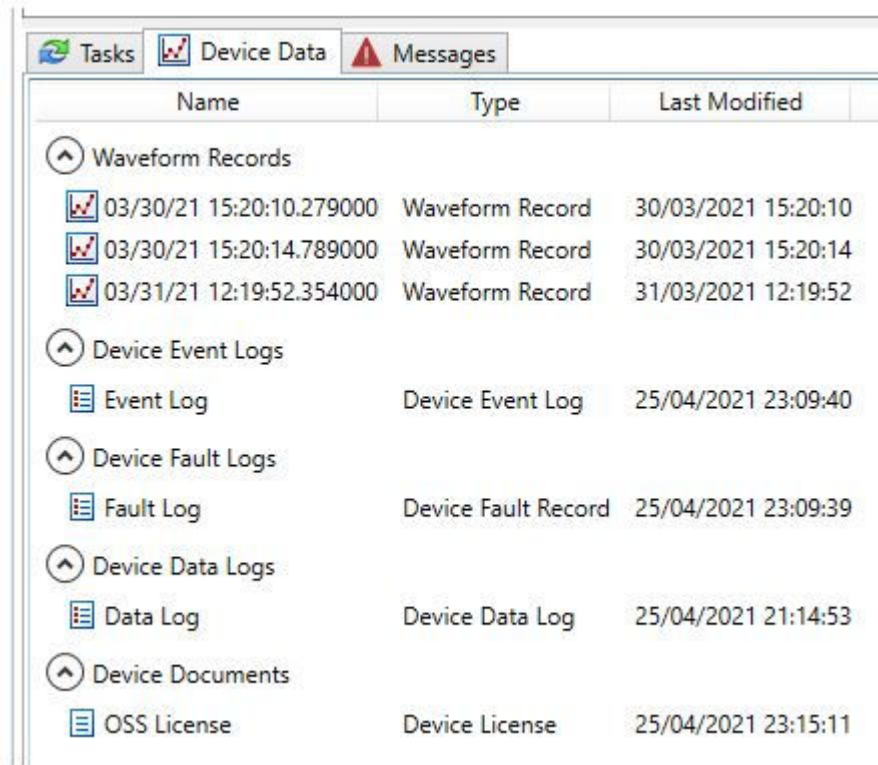 Tasks Device Data Messages
Name Type Last Modified
Waveform Records
03/30/21 15:20:10.279000 Waveform Record 30/03/2021 15:20:10
03/30/21 15:20:14.789000 Waveform Record 30/03/2021 15:20:14
03/31/21 12:19:52.354000 Waveform Record 31/03/2021 12:19:52
Device Event Logs
Event Log Device Event Log 25/04/2021 23:09:40
Device Fault Logs
Fault Log Device Fault Record 25/04/2021 23:09:39
Device Data Logs
Data Log Device Data Log 25/04/2021 21:14:53
Device Documents
OSS License Device License 25/04/2021 23:15:11